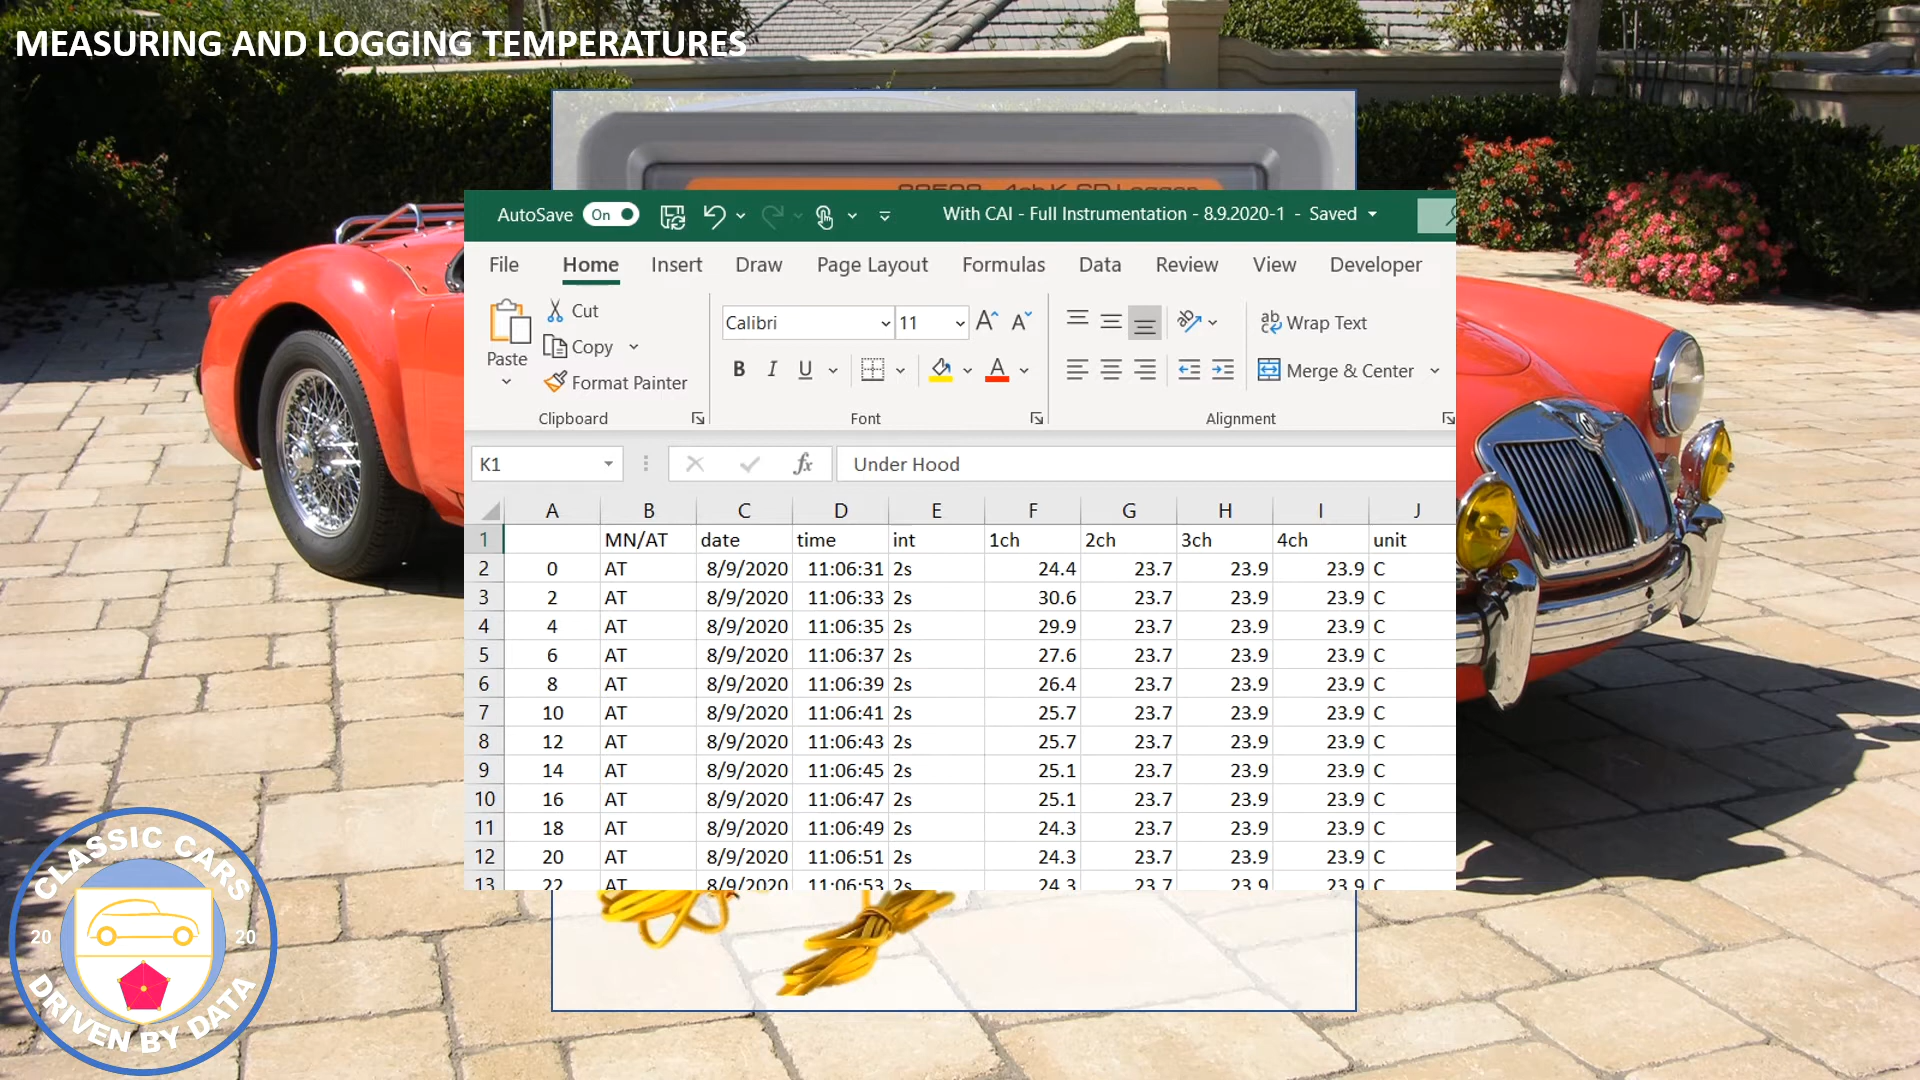 MEASURING AND LOGGING TEMPERATURES
88598 4ch K SD Logger
AutoSave On With CAI - Full Instrumentation - 8.9.2020-1 - Saved
File Home Insert Draw Page Layout Formulas Data Review View Developer
Paste
Cut
Copy
Format Painter
Clipboard
Calibri 11
B I U
Font
Wrap Text
Merge & Center
Alignment
K1 fx Under Hood
A B C D E F G H I J
1 MN/AT date time int 1ch 2ch 3ch 4ch unit
2 0 AT 8/9/2020 11:06:31 2s 24.4 23.7 23.9 23.9 C
3 2 AT 8/9/2020 11:06:33 2s 30.6 23.7 23.9 23.9 C
4 4 AT 8/9/2020 11:06:35 2s 29.9 23.7 23.9 23.9 C
5 6 AT 8/9/2020 11:06:37 2s 27.6 23.7 23.9 23.9 C
6 8 AT 8/9/2020 11:06:39 2s 26.4 23.7 23.9 23.9 C
7 10 AT 8/9/2020 11:06:41 2s 25.7 23.7 23.9 23.9 C
8 12 AT 8/9/2020 11:06:43 2s 25.7 23.7 23.9 23.9 C
9 14 AT 8/9/2020 11:06:45 2s 25.1 23.7 23.9 23.9 C
10 16 AT 8/9/2020 11:06:47 2s 25.1 23.7 23.9 23.9 C
11 18 AT 8/9/2020 11:06:49 2s 24.3 23.7 23.9 23.9 C
12 20 AT 8/9/2020 11:06:51 2s 24.3 23.7 23.9 23.9 C
13 22 AT 8/9/2020 11:06:53 2s 24.3 23.7 23.9 23.9 C
CLASSIC CARS
20 20
DRIVEN BY DATA